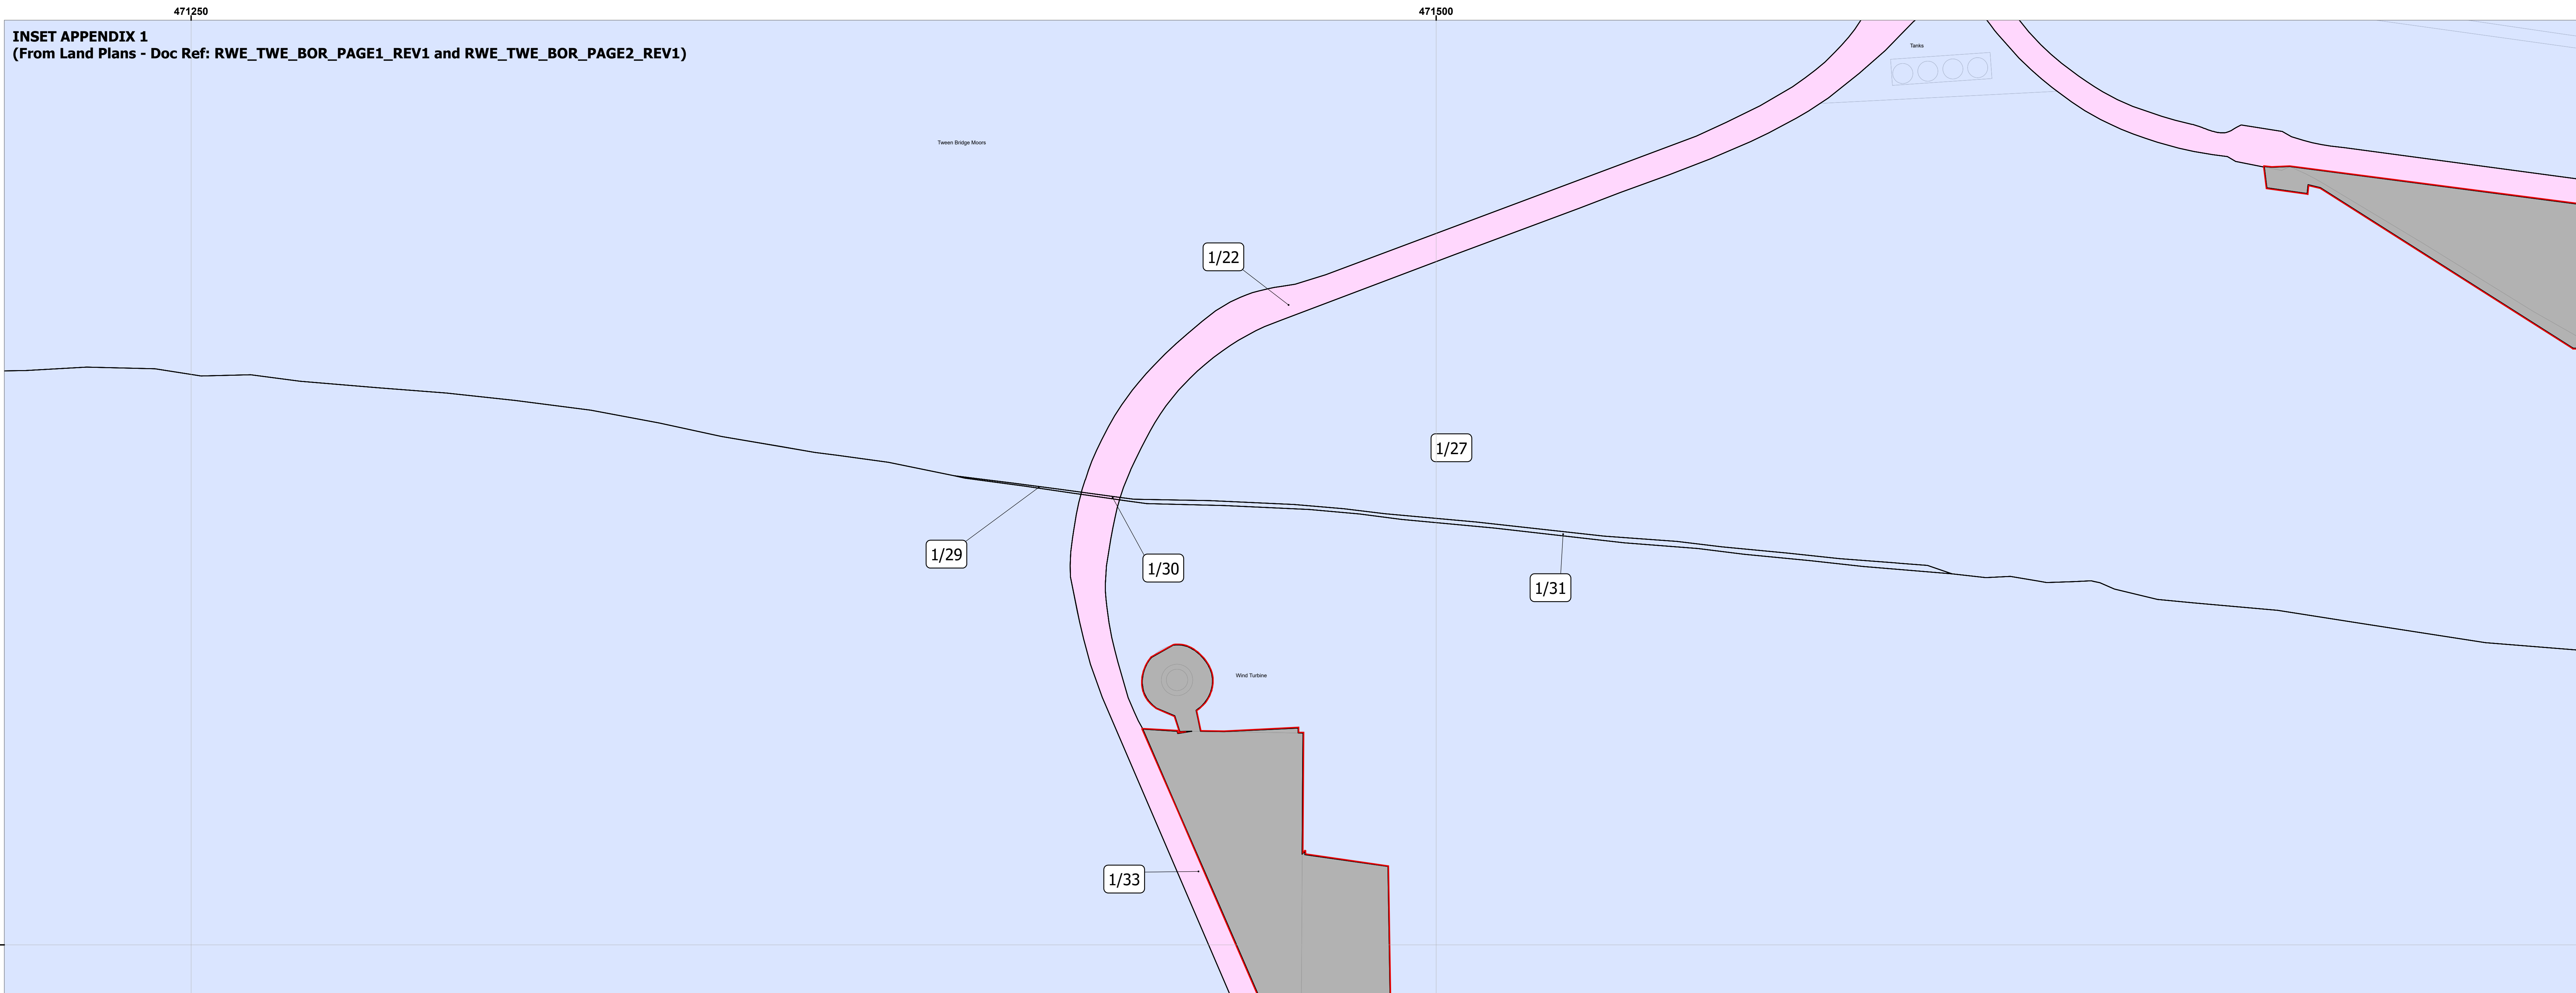 471250
471500
INSET APPENDIX 1
(From Land Plans - Doc Ref: RWE_TWE_BOR_PAGE1_REV1 and RWE_TWE_BOR_PAGE2_REV1)
Tanks
Tween Bridge Moors
1/22
1/27
1/29
1/30
1/31
Wind Turbine
1/33